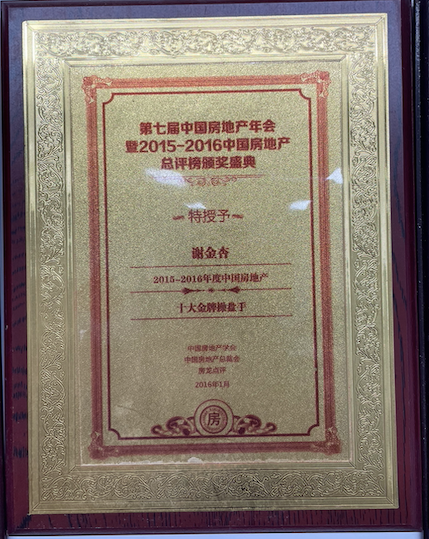 第七届中国房地产年会
暨2015~2016中国房地产
总评榜颁奖盛典
特授予
谢金杏
2015~2016年度中国房地产
十大金牌操盘手
中国房地产学会
中国房地产总裁会
房龙点评
2016年1月
房